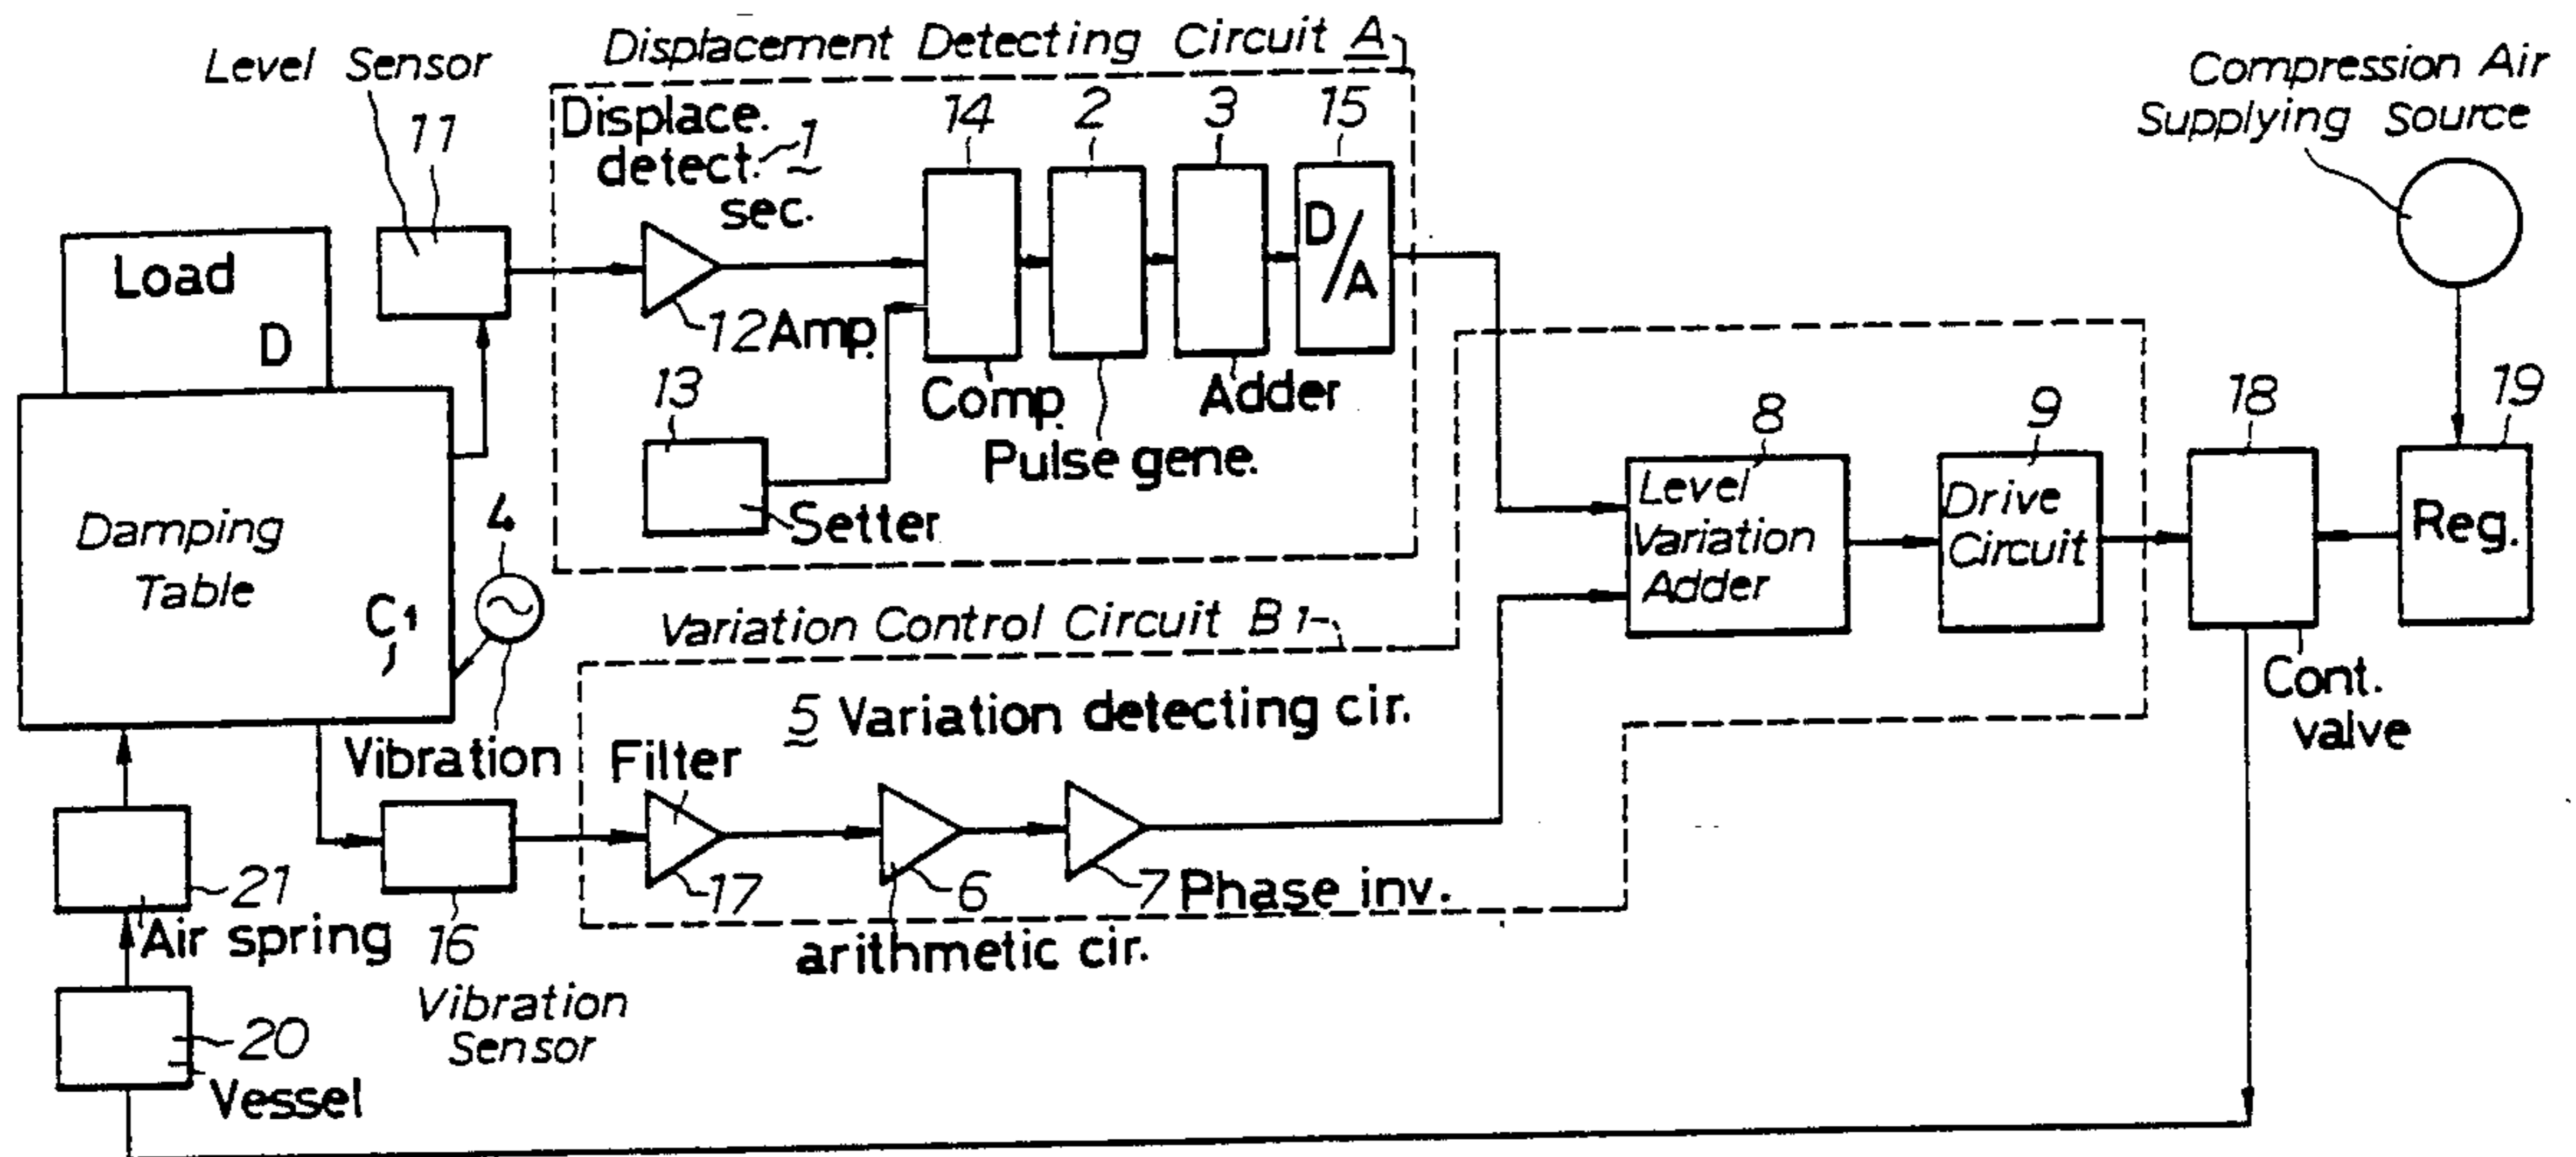 Displacement Detecting Circuit A
Level Sensor
11
Compression Air
Supplying Source
Displace.
detect.
sec.
1
14
2
3
15
D/A
Load
D
12 Amp.
Comp.
Adder
Pulse gene.
13
Setter
8
9
18
19
Level
Variation
Adder
Drive
Circuit
Reg.
Damping
Table
C1
4
Vibration
Variation Control Circuit B1
5 Variation detecting cir.
Cont.
valve
Filter
17
6
7 Phase inv.
arithmetic cir.
21
Air spring
16
Vibration
Sensor
20
Vessel